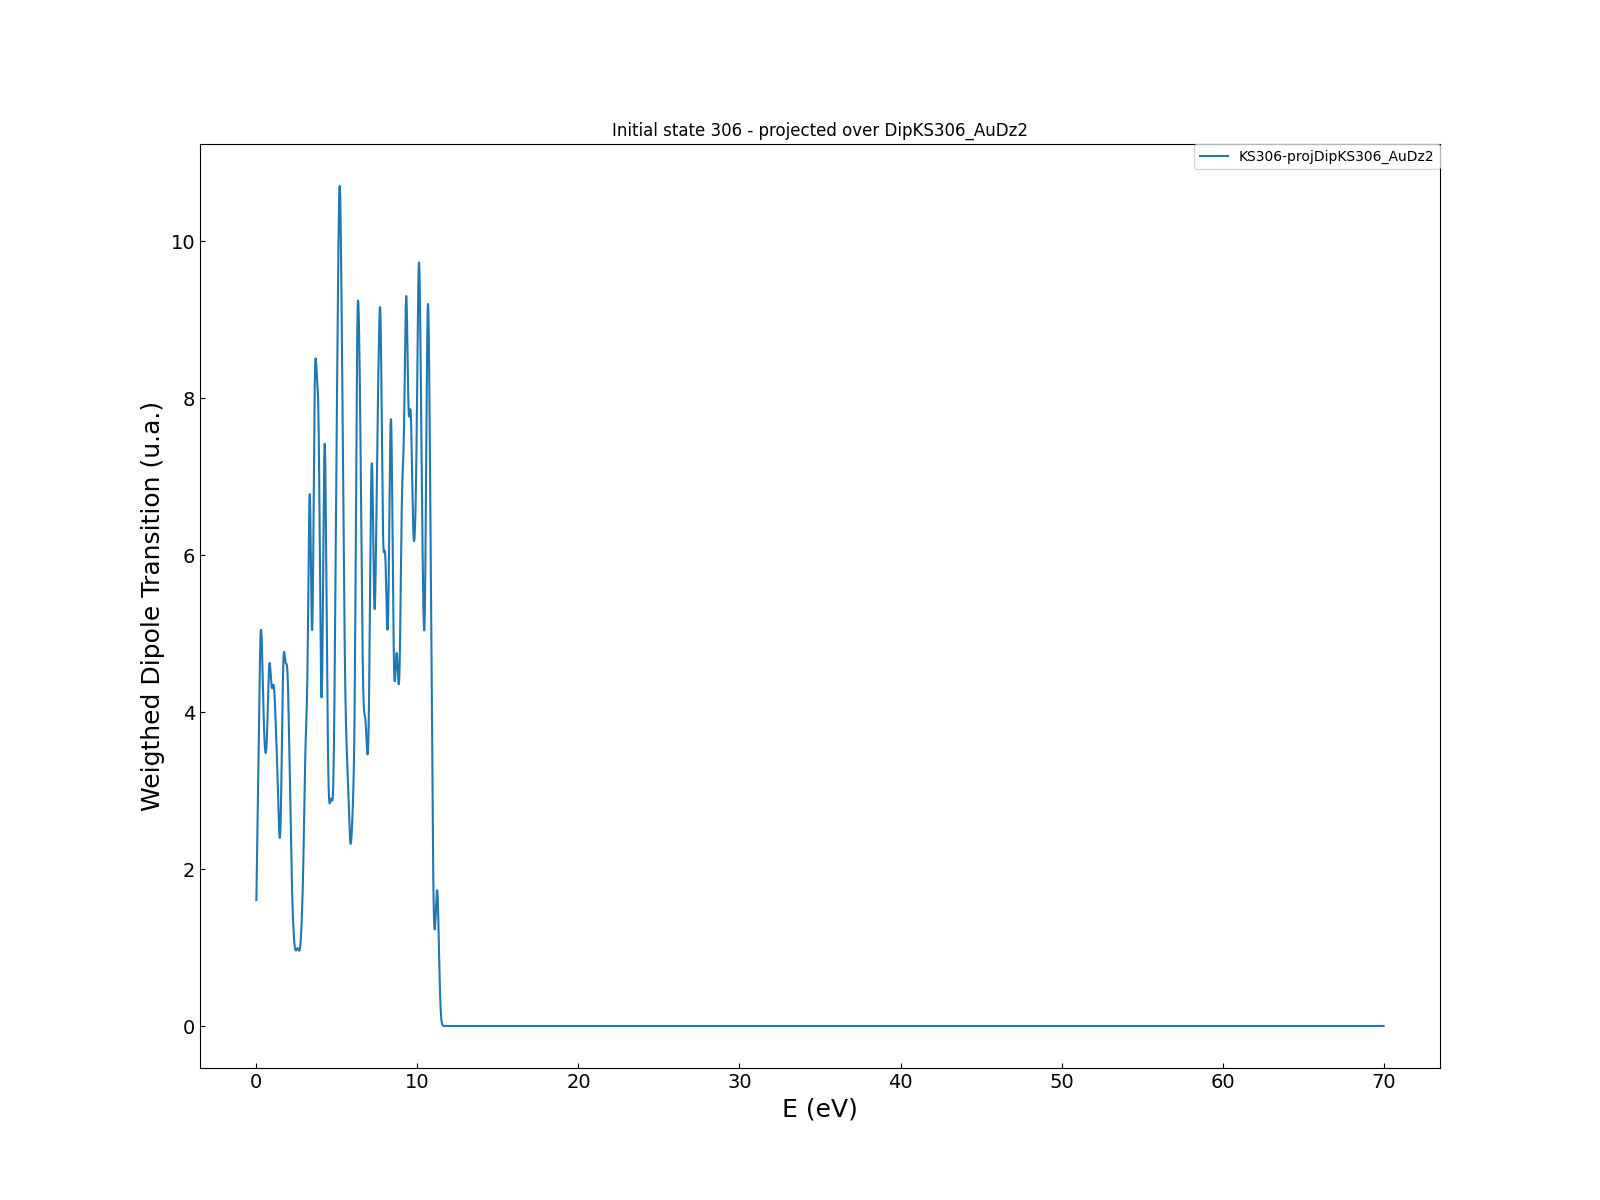 Initial state 306 - projected over DipKS306_AuDz2
KS306-projDipKS306_AuDz2
Weigthed Dipole Transition (u.a.)
10
8
6
4
2
0
0 10 20 30 40 50 60 70
E (eV)